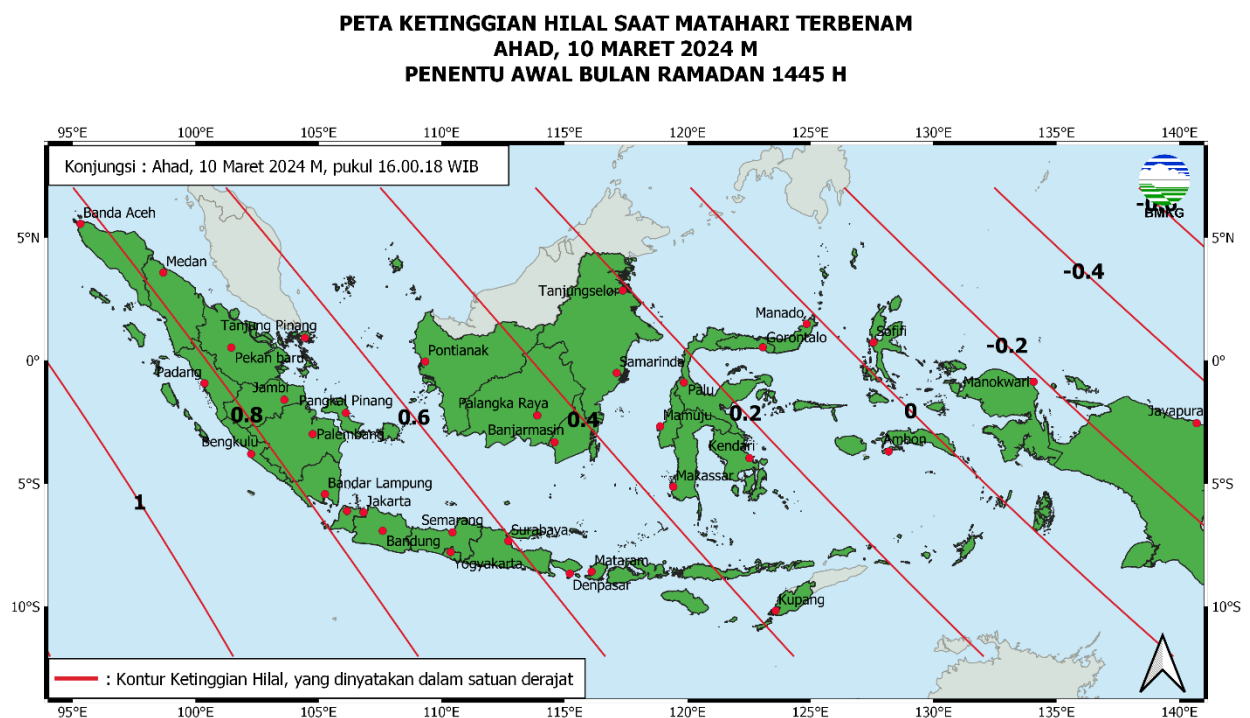 PETA KETINGGIAN HILAL SAAT MATAHARI TERBENAM
AHAD, 10 MARET 2024 M
PENENTU AWAL BULAN RAMADAN 1445 H
95°E 100°E 105°E 110°E 115°E 120°E 125°E 130°E 135°E 140°E
Konjungsi : Ahad, 10 Maret 2024 M, pukul 16.00.18 WIB
BMKG
Banda Aceh
5°N 5°N
Medan
-0.4
Tanjungselor
Manado
Tanjung Pinang
Sofifi
Gorontalo
-0.2
Pekan baru
Pontianak
0° 0°
Samarinda
Padang
Jambi
Palu
Manokwari
Pangkal Pinang
Palangka Raya
0.8
0.6
0.4
Mamuju
0.2
0
Jayapura
Bengkulu
Palembang
Banjarmasin
Kendari
Ambon
Makassar
5°S 5°S
Bandar Lampung
1
Jakarta
Semarang
Surabaya
Bandung
Yogyakarta
Mataram
Denpasar
Kupang
10°S 10°S
: Kontur Ketinggian Hilal, yang dinyatakan dalam satuan derajat
95°E 100°E 105°E 110°E 115°E 120°E 125°E 130°E 135°E 140°E